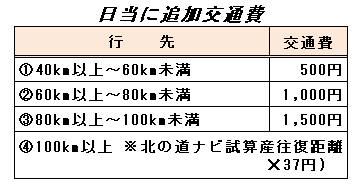 日当に追加交通費
行　先 交通費
①40km以上～60km未満 500円
②60km以上～80km未満 1,000円
③80km以上～100km未満 1,500円
④100km以上 ※北の道ナビ試算産往復距離
×37円)